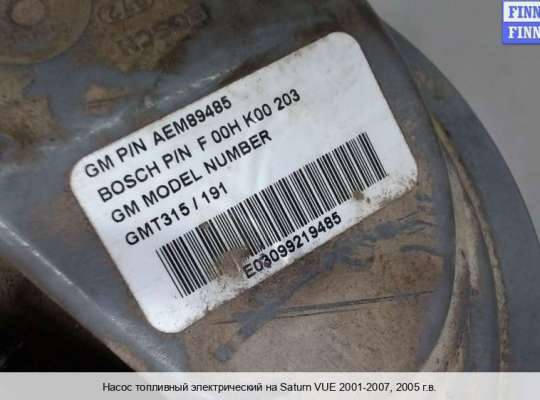 FINN
FINN
BOSCH
GM P/N AEM89485
BOSCH P/N F 00H K00 203
GM MODEL NUMBER
GMT315 / 191
E03099219485
Насос топливный электрический на Saturn VUE 2001-2007, 2005 г.в.